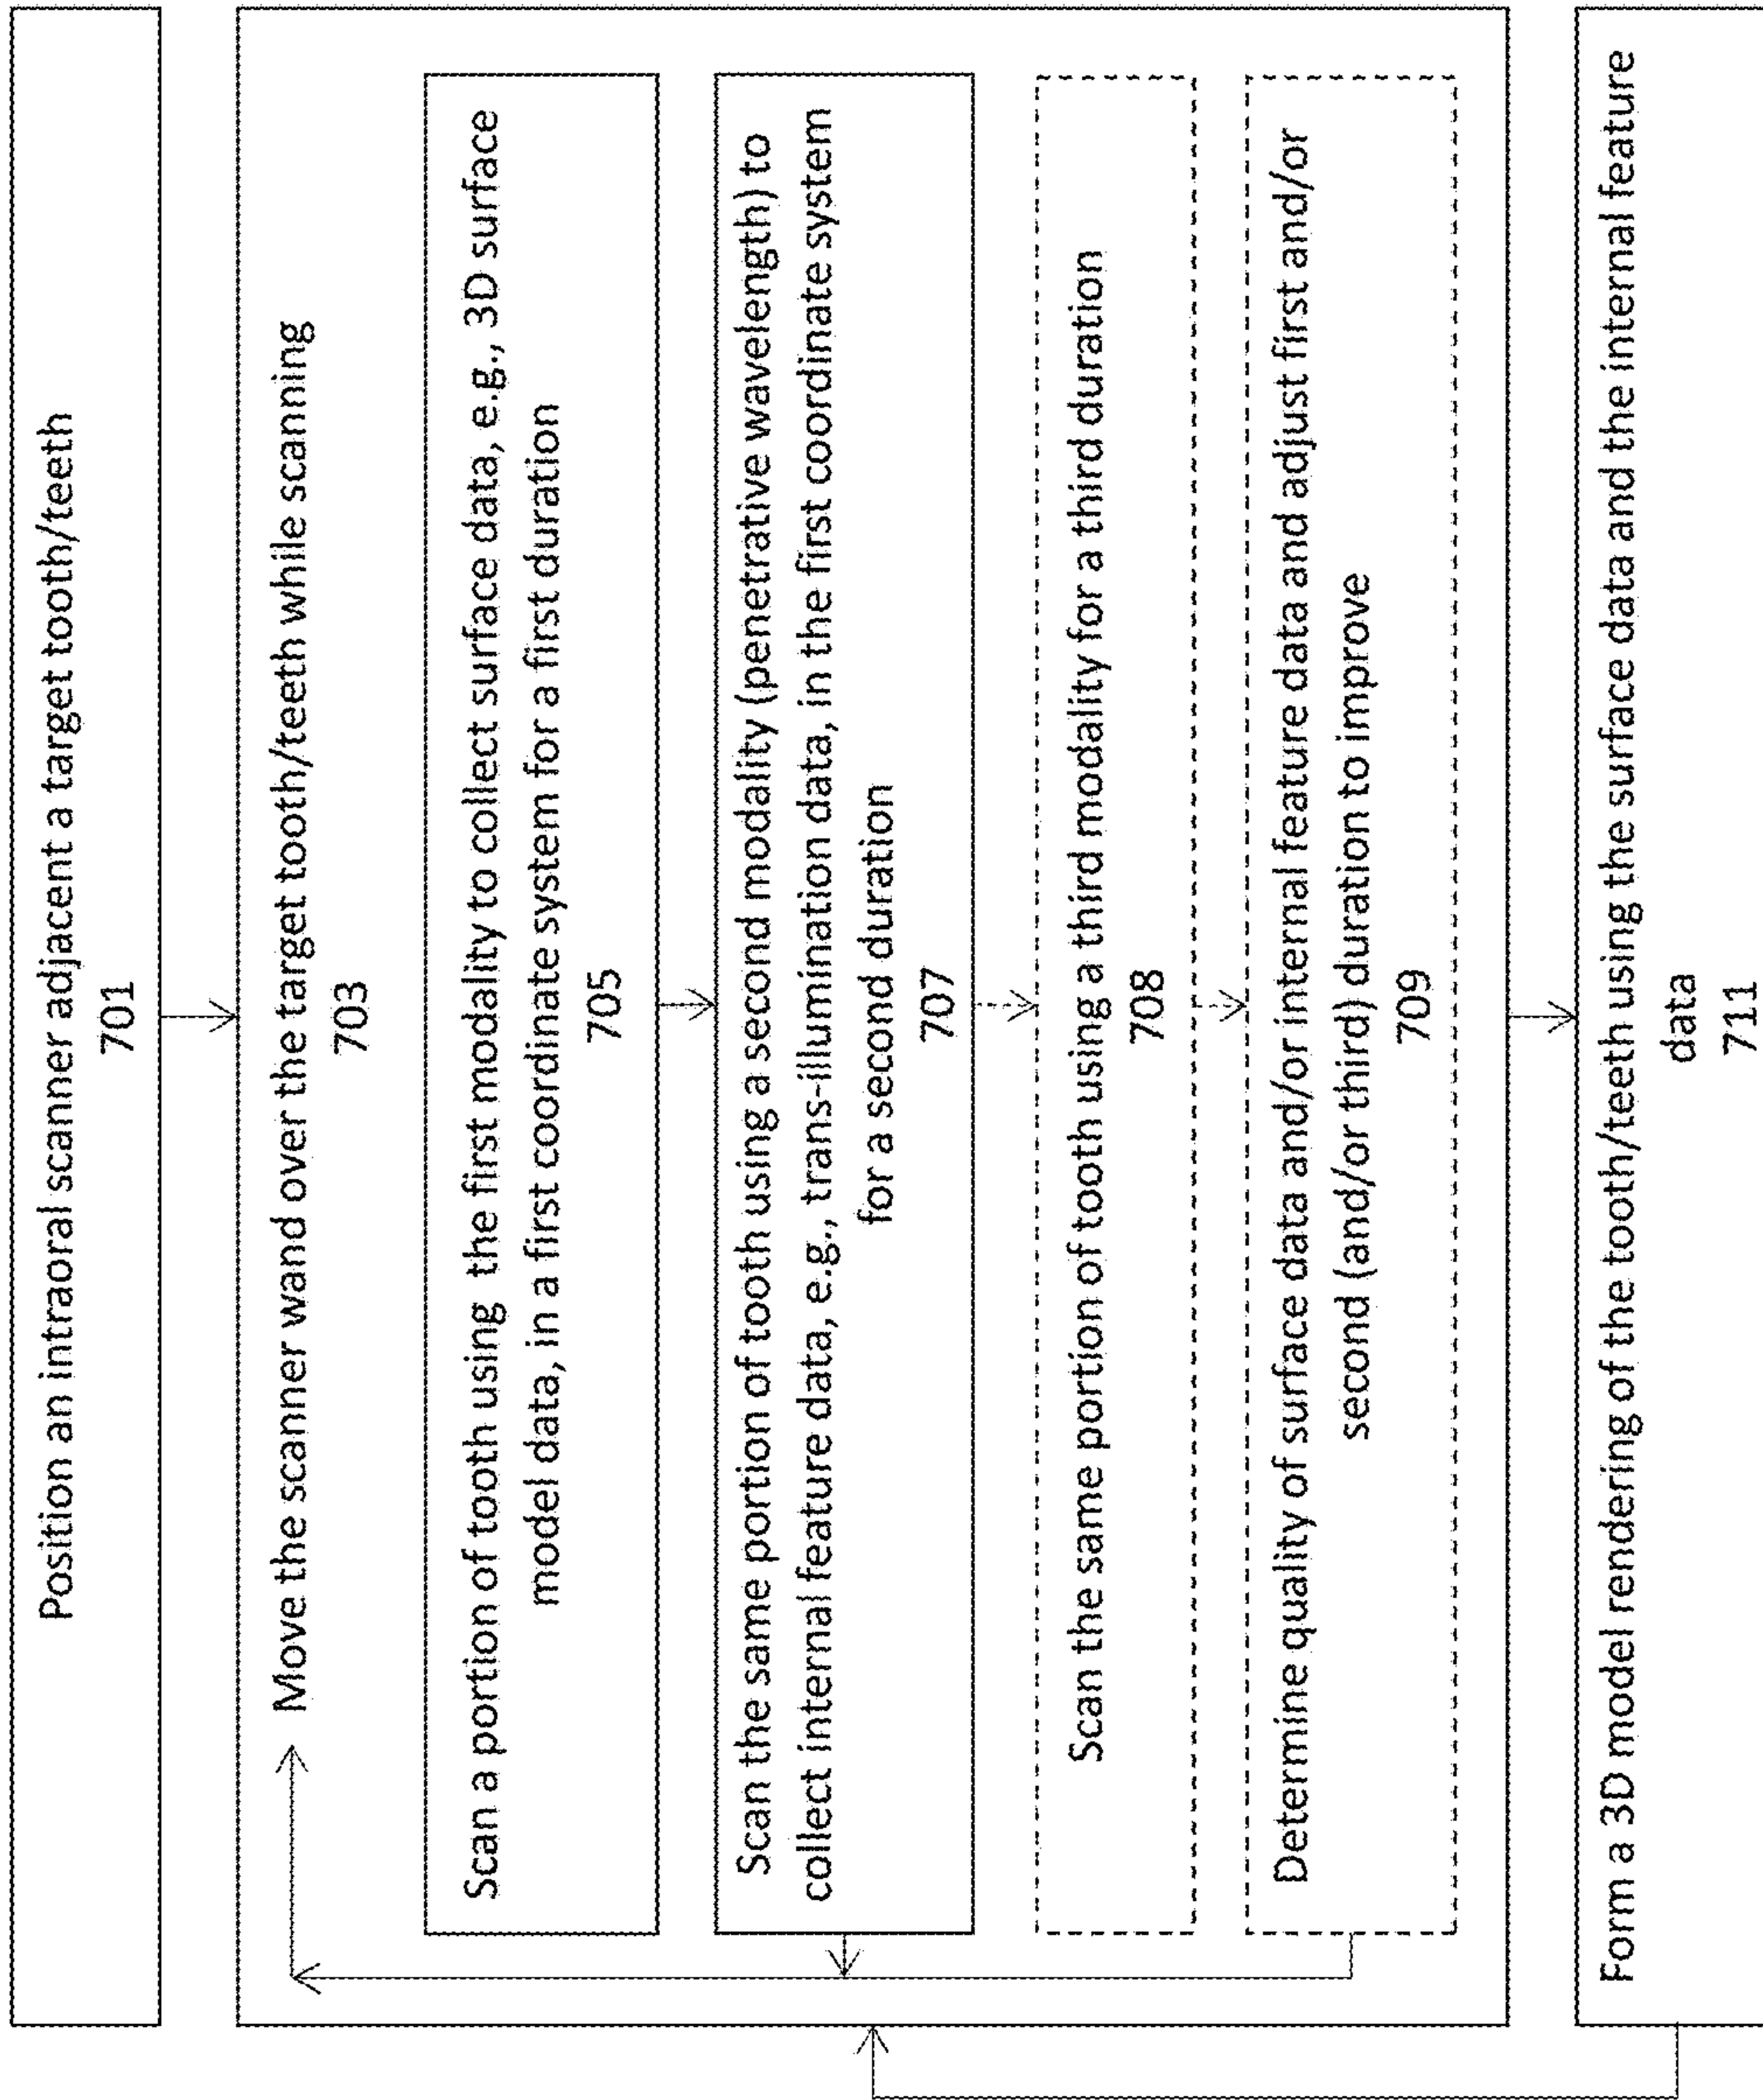 Position an intraoral scanner adjacent a target tooth/teeth
701
Move the scanner wand over the target tooth/teeth while scanning
703
Scan a portion of tooth using the first modality to collect surface data, e.g., 3D surface
model data, in a first coordinate system for a first duration
705
Scan the same portion of tooth using a second modality (penetrative wavelength) to
collect internal feature data, e.g., trans-illumination data, in the first coordinate system
for a second duration
707
Scan the same portion of tooth using a third modality for a third duration
708
Determine quality of surface data and/or internal feature data and adjust first and/or
second (and/or third) duration to improve
709
Form a 3D model rendering of the tooth/teeth using the surface data and the internal feature
data
711